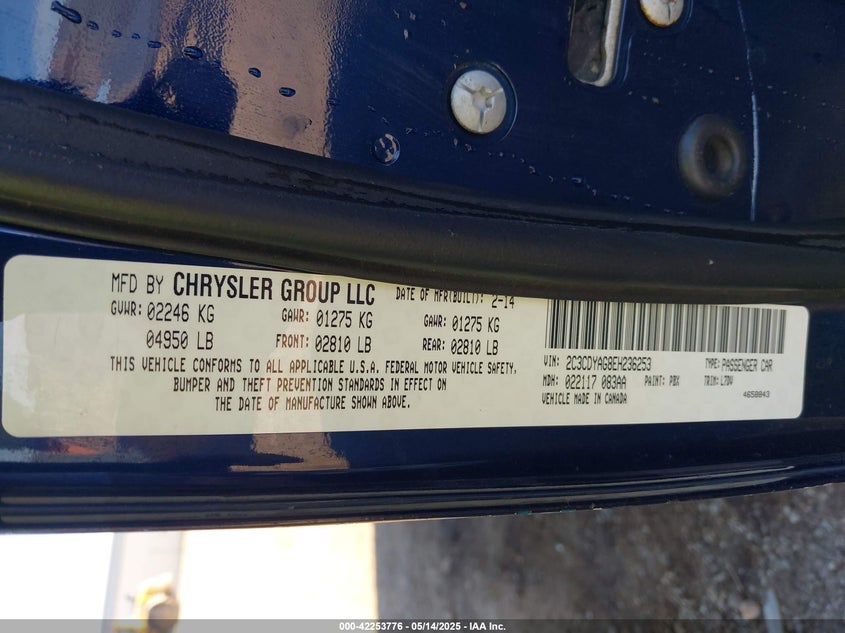 MFD BY CHRYSLER GROUP LLC DATE OF MFR(BUILT): 2-14
GVWR: 02246 KG GAWR: 01275 KG GAWR: 01275 KG
04950 LB FRONT: 02810 LB REAR: 02810 LB
THIS VEHICLE CONFORMS TO ALL APPLICABLE U.S.A. FEDERAL MOTOR VEHICLE SAFETY,
BUMPER AND THEFT PREVENTION STANDARDS IN EFFECT ON
THE DATE OF MANUFACTURE SHOWN ABOVE.
VIN: 2C3CDYAG8EH236253 TYPE: PASSENGER CAR
MDH: 022117 083AA PAINT: PBX TRIM: L7DV
VEHICLE MADE IN CANADA 4658843
000-42253776 • 05/14/2025 • IAA Inc.